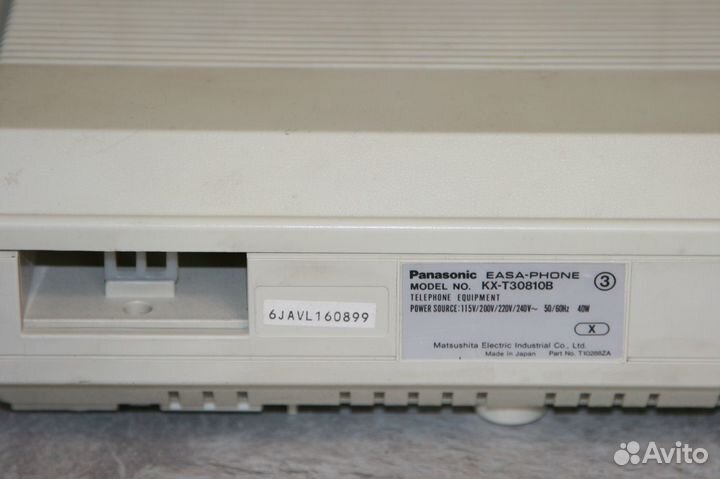 6JAVL160899
Panasonic EASA-PHONE ③
MODEL NO. KX-T30810B
TELEPHONE EQUIPMENT
POWER SOURCE:115V/200V/220V/240V~ 50/60Hz 40W
X
Matsushita Electric Industrial Co., Ltd.
Made in Japan Part No. T10288ZA
Avito